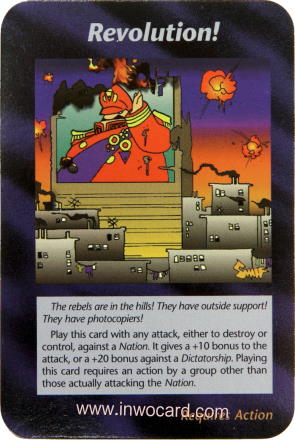 Revolution!
The rebels are in the hills! They have outside support!
They have photocopiers!
Play this card with any attack, either to destroy or
control, against a Nation. It gives a +10 bonus to the
attack, or a +20 bonus against a Dictatorship. Playing
this card requires an action by a group other than
those actually attacking the Nation.
www.inwocard.com
Requires Action